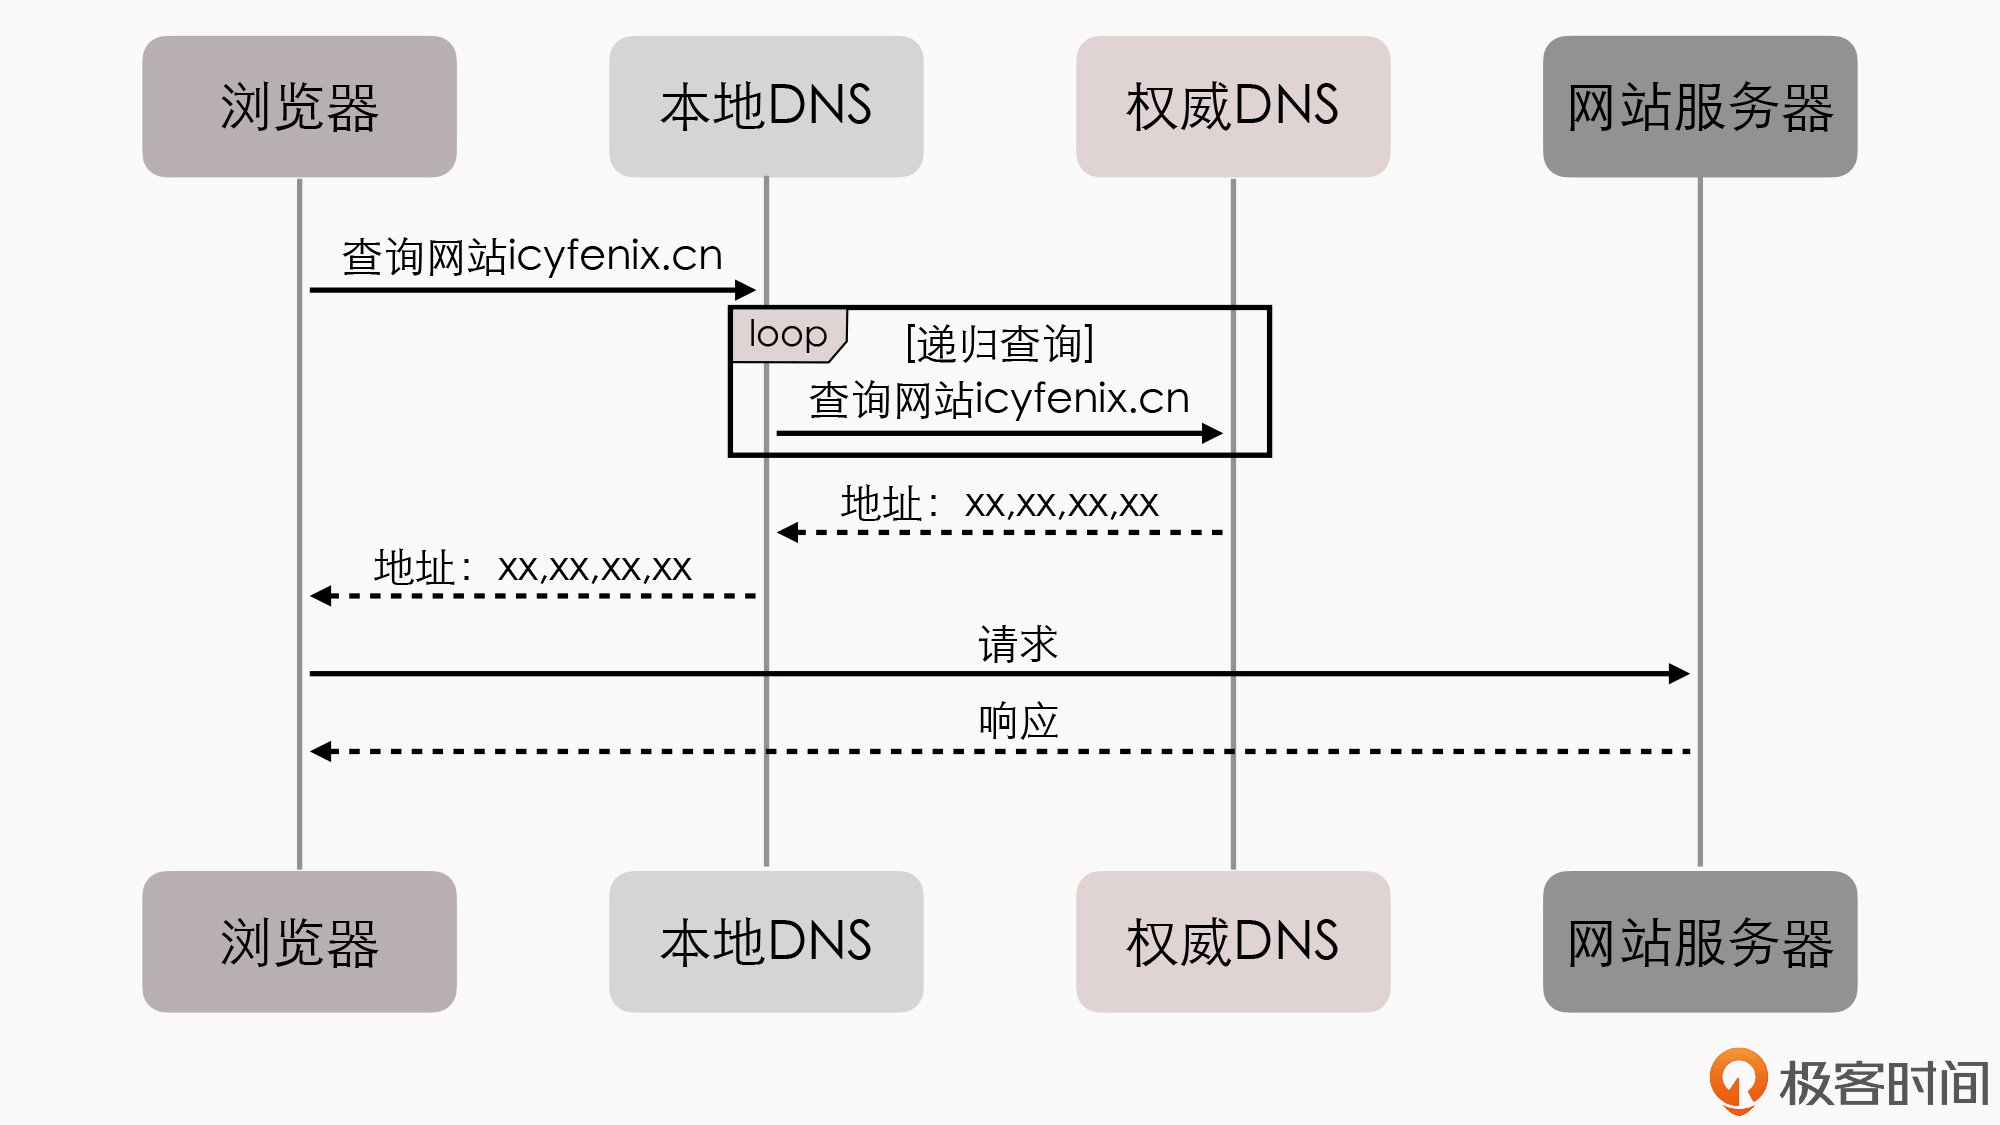 浏览器
本地DNS
权威DNS
网站服务器
查询网站icyfenix.cn
loop
[递归查询]
查询网站icyfenix.cn
地址：xx,xx,xx,xx
地址：xx,xx,xx,xx
请求
响应
浏览器
本地DNS
权威DNS
网站服务器
极客时间